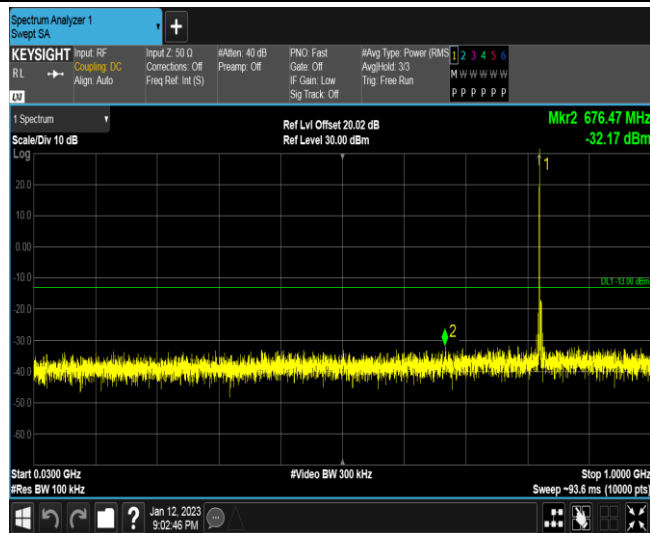 Spectrum Analyzer 1
Swept SA
+
KEYSIGHT
RL
LXI
Input: RF
Coupling: DC
Align: Auto
Input Z: 50 Ω
Corrections: Off
Freq Ref: Int (S)
#Atten: 40 dB
Preamp: Off
PNO: Fast
Gate: Off
IF Gain: Low
Sig Track: Off
#Avg Type: Power (RMS
Avg|Hold: 3/3
Trig: Free Run
1 2 3 4 5 6
M W W W W W
P P P P P P
1 Spectrum
Scale/Div 10 dB
Log
Ref Lvl Offset 20.02 dB
Ref Level 30.00 dBm
Mkr2 676.47 MHz
-32.17 dBm
1
20.0
10.0
0.00
-10.0
DL1 -13.00 dBm
-20.0
-30.0
2
-40.0
-50.0
-60.0
Start 0.0300 GHz
#Res BW 100 kHz
#Video BW 300 kHz
Stop 1.0000 GHz
Sweep ~93.6 ms (10000 pts)
?
Jan 12, 2023
9:02:46 PM